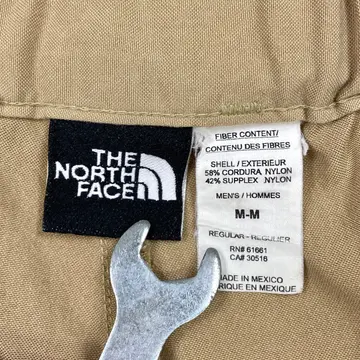 THE
NORTH
FACE
FIBER CONTENT/
CONTENU DES FIBRES
SHELL / EXTERIEUR
58% CORDURA NYLON
42% SUPPLEX NYLON
MEN'S / HOMMES
M-M
REGULAR - REGULIER
RN# 61661
CA# 30516
MADE IN MEXICO
EN MEXIQUE